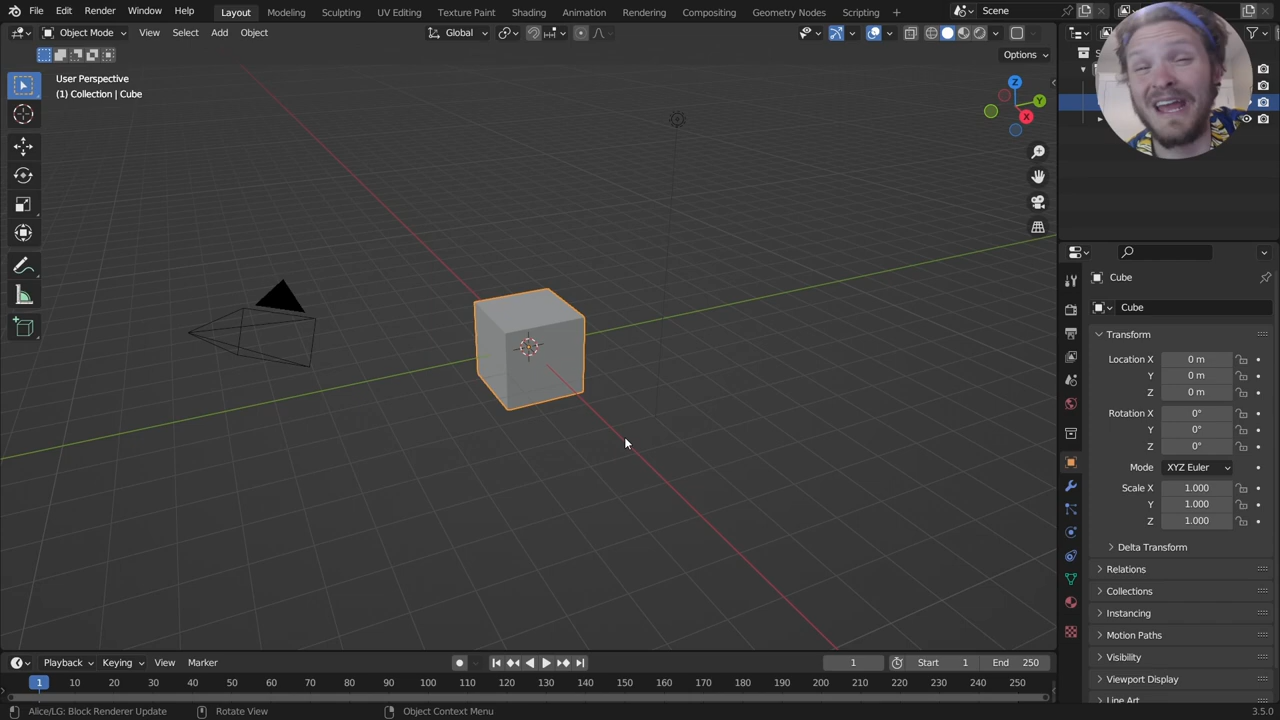 File Edit Render Window Help Layout Modeling Sculpting UV Editing Texture Paint Shading Animation Rendering Compositing Geometry Nodes Scripting + Scene
Object Mode View Select Add Object Global
Options
User Perspective
(1) Collection | Cube
Z
Y
X
Cube
Cube
Transform
Location X 0 m
Y 0 m
Z 0 m
Rotation X 0°
Y 0°
Z 0°
Mode XYZ Euler
Scale X 1.000
Y 1.000
Z 1.000
Delta Transform
Relations
Collections
Instancing
Motion Paths
Visibility
Viewport Display
Line Art
Playback Keying View Marker 1 Start 1 End 250
1 10 20 30 40 50 60 70 80 90 100 110 120 130 140 150 160 170 180 190 200 210 220 230 240 250
Alice/LG: Block Renderer Update Rotate View Object Context Menu 3.5.0